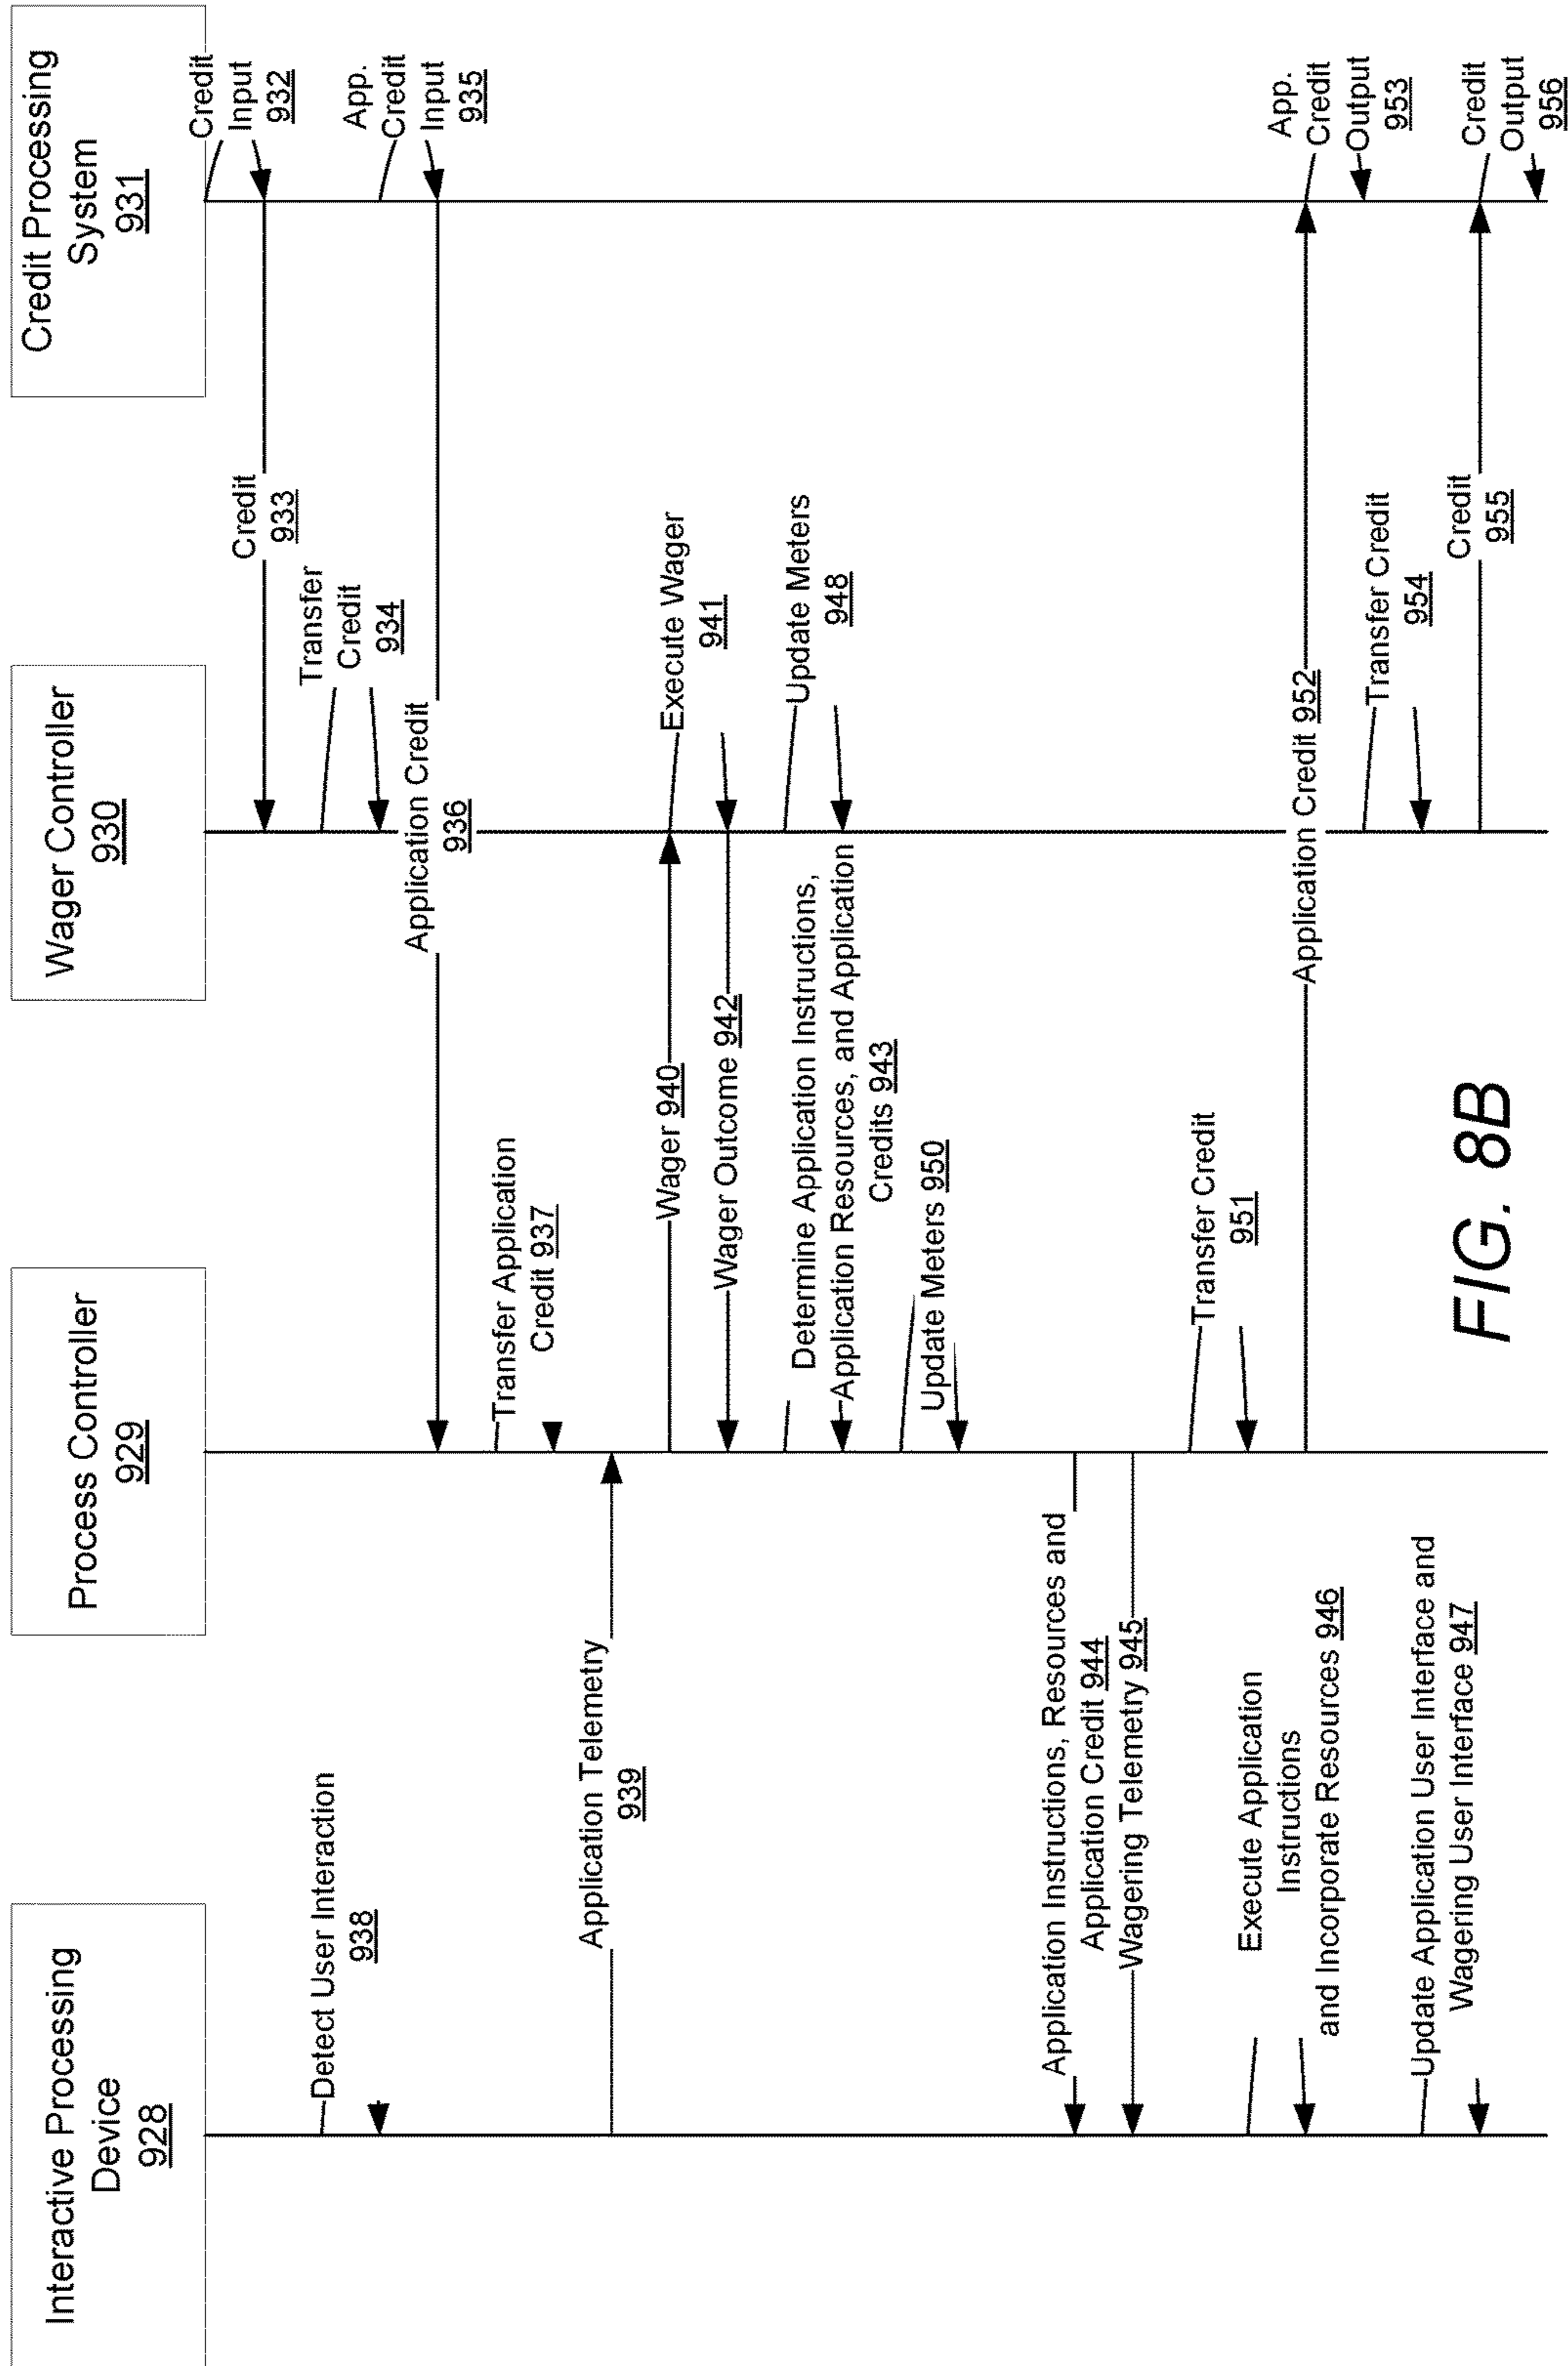 Interactive Processing
Device
928
Process Controller
929
Wager Controller
930
Credit Processing
System
931
Credit
Input
932
Credit
933
Transfer
Credit
934
Detect User Interaction
938
App.
Credit
Input
935
Application Credit
936
Transfer Application
Credit 937
Application Telemetry
939
Wager 940
Execute Wager
941
Wager Outcome 942
Determine Application Instructions,
Application Resources, and Application
Credits 943
Update Meters
948
Update Meters 950
Application Instructions, Resources and
Application Credit 944
Wagering Telemetry 945
Transfer Credit
951
Execute Application
Instructions
and Incorporate Resources 946
Application Credit 952
App.
Credit
Output
953
Transfer Credit
954
Update Application User Interface and
Wagering User Interface 947
Credit
955
Credit
Output
956
FIG. 8B